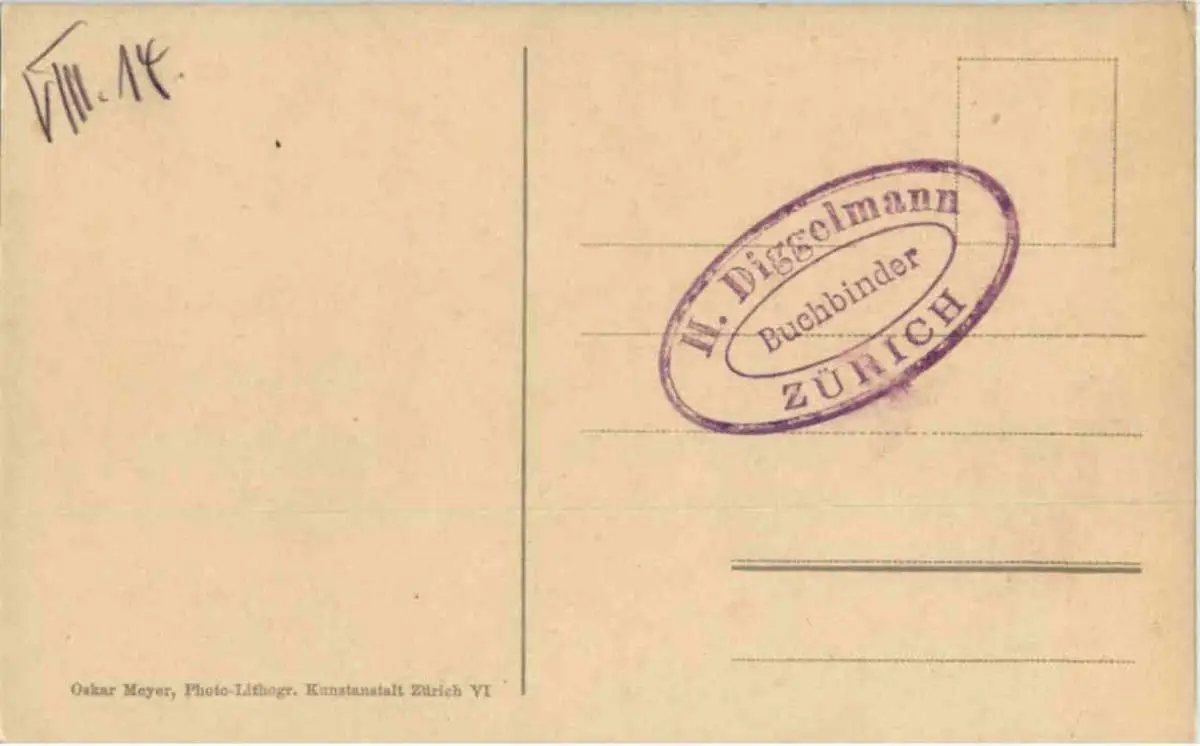 VIII. 14.
H. Diggelmann
Buchbinder
ZÜRICH
Oskar Meyer, Photo-Lithogr. Kunstanstalt Zürich VI